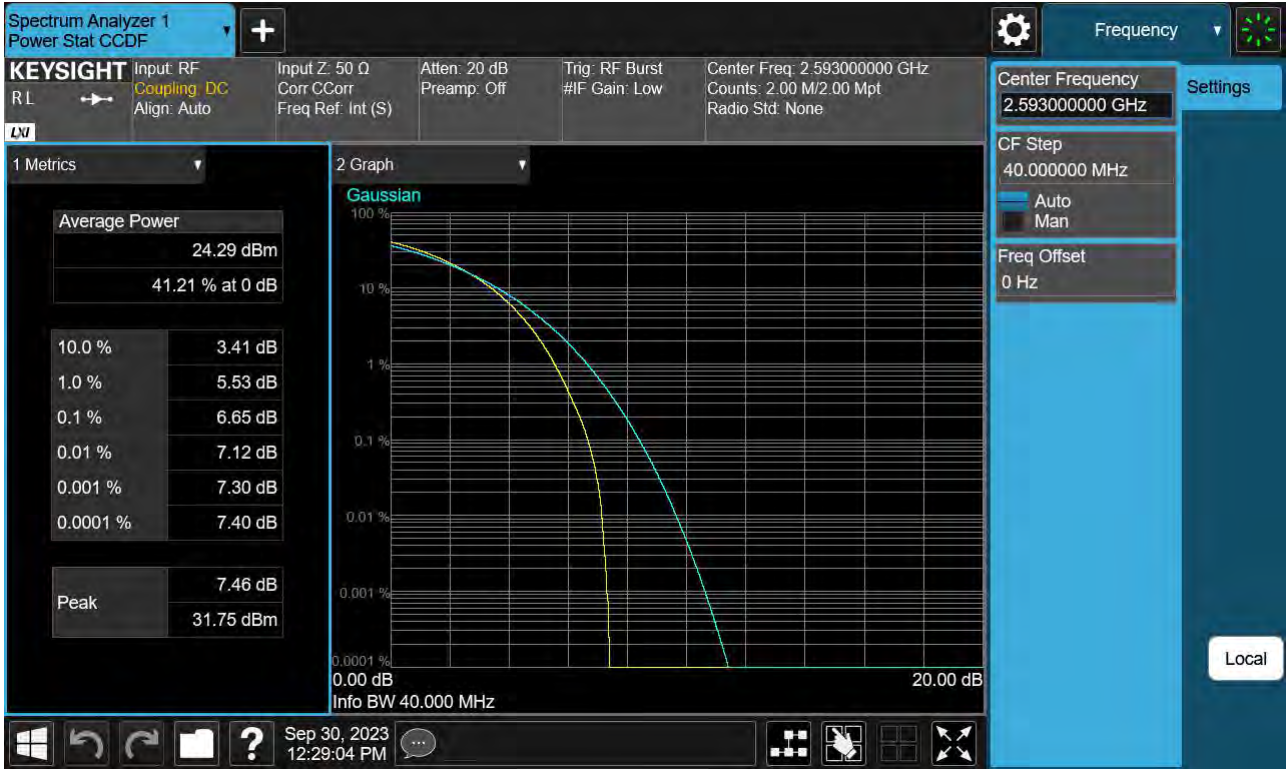 Spectrum Analyzer 1
Power Stat CCDF
Frequency
KEYSIGHT
RL
LXI
Input: RF
Coupling: DC
Align: Auto
Input Z: 50 Ω
Corr CCorr
Freq Ref: Int (S)
Atten: 20 dB
Preamp: Off
Trig: RF Burst
#IF Gain: Low
Center Freq: 2.593000000 GHz
Counts: 2.00 M/2.00 Mpt
Radio Std: None
1 Metrics
Average Power
24.29 dBm
41.21 % at 0 dB
10.0 % 3.41 dB
1.0 % 5.53 dB
0.1 % 6.65 dB
0.01 % 7.12 dB
0.001 % 7.30 dB
0.0001 % 7.40 dB
Peak
7.46 dB
31.75 dBm
2 Graph
Gaussian
100 %
10 %
1 %
0.1 %
0.01 %
0.001 %
0.0001 %
0.00 dB 20.00 dB
Info BW 40.000 MHz
Center Frequency
2.593000000 GHz
CF Step
40.000000 MHz
Auto
Man
Freq Offset
0 Hz
Settings
Local
?
Sep 30, 2023
12:29:04 PM